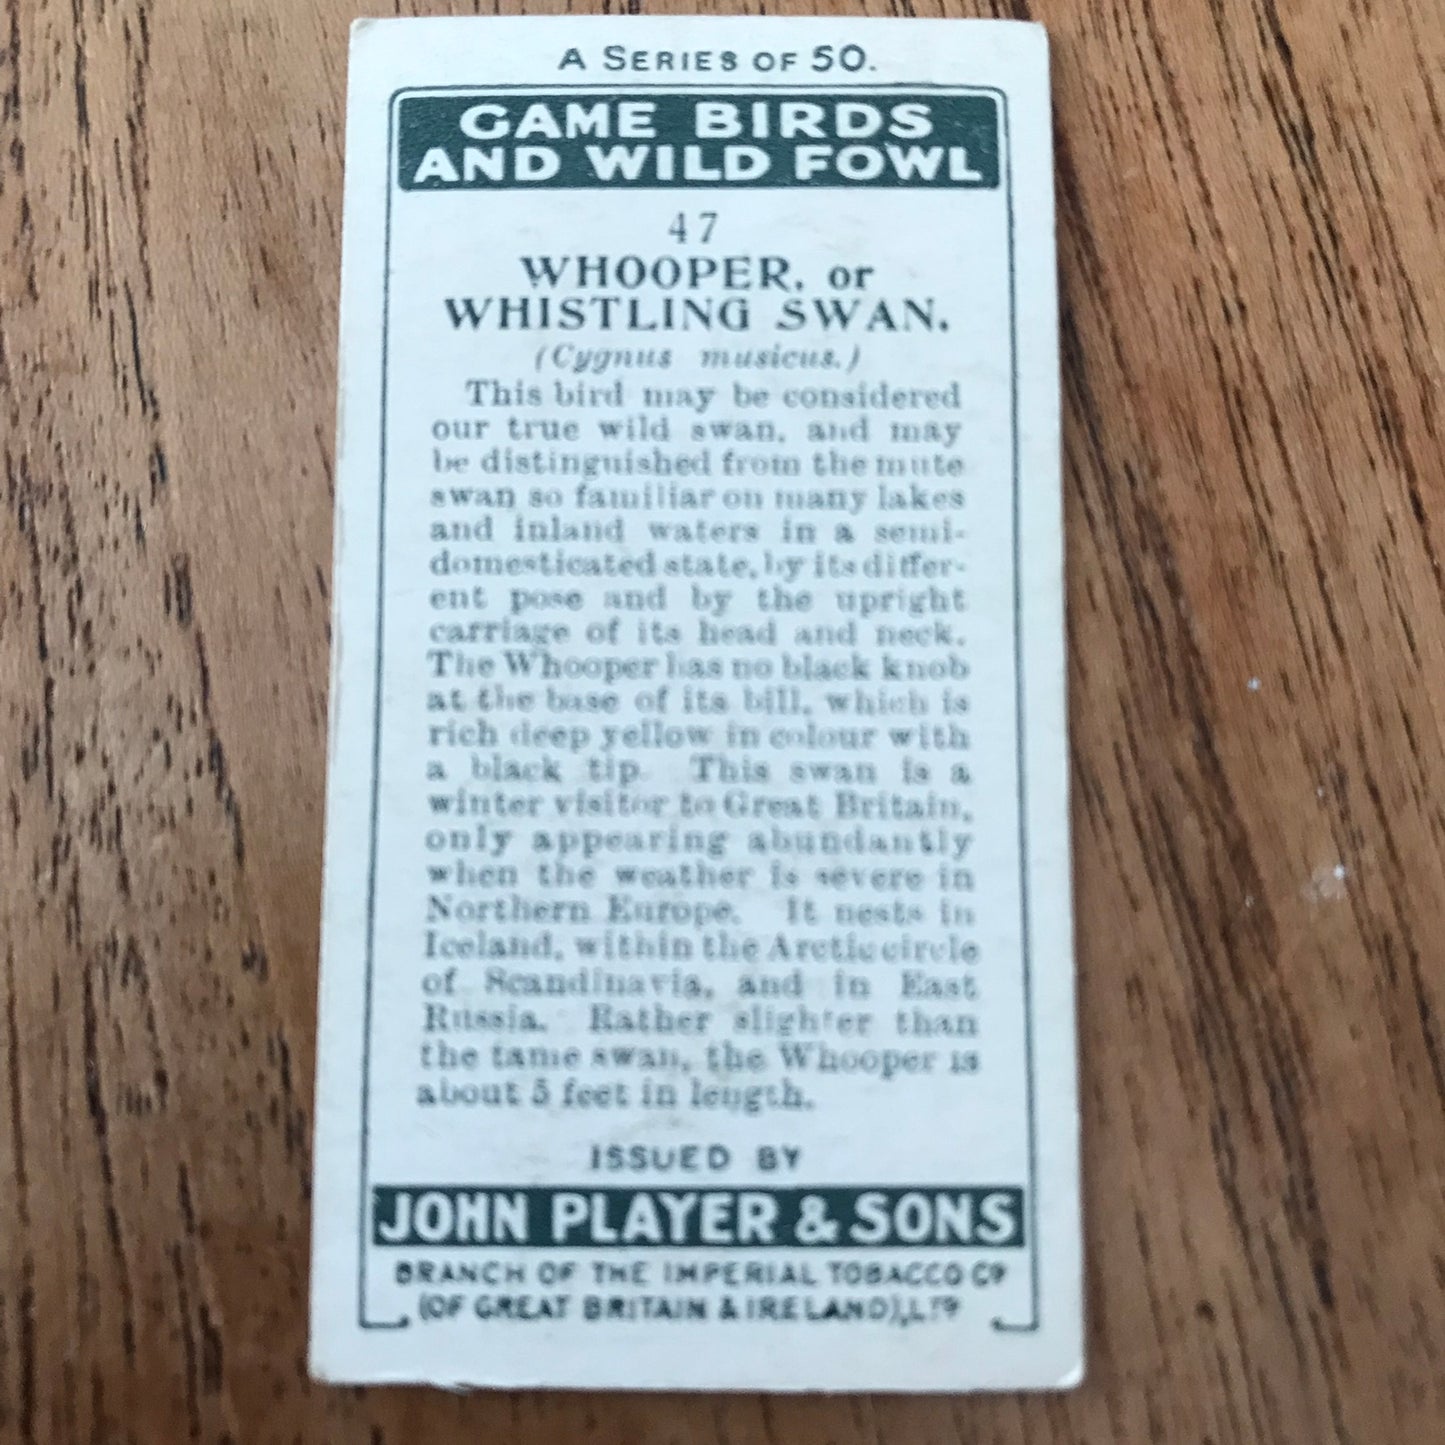 A SERIES OF 50.
GAME BIRDS
AND WILD FOWL
47
WHOOPER, or
WHISTLING SWAN.
(Cygnus musicus.)
This bird may be considered
our true wild swan, and may
be distinguished from the mute
swan so familiar on many lakes
and inland waters in a semi-
domesticated state, by its differ-
ent pose and by the upright
carriage of its head and neck.
The Whooper has no black knob
at the base of its bill, which is
rich deep yellow in colour with
a black tip. This swan is a
winter visitor to Great Britain,
only appearing abundantly
when the weather is severe in
Northern Europe. It nests in
Iceland, within the Arctic circle
of Scandinavia, and in East
Russia. Rather slighter than
the tame swan, the Whooper is
about 5 feet in length.
ISSUED BY
JOHN PLAYER & SONS
BRANCH OF THE IMPERIAL TOBACCO CO
(OF GREAT BRITAIN & IRELAND), LTD